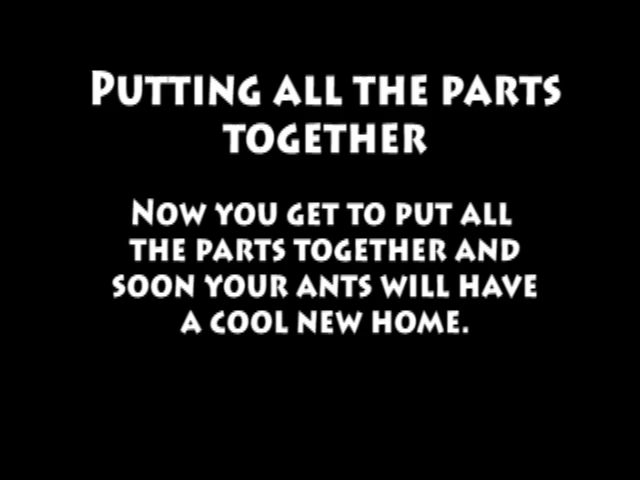 Putting all the parts
together
Now you get to put all
the parts together and
soon your ants will have
a cool new home.